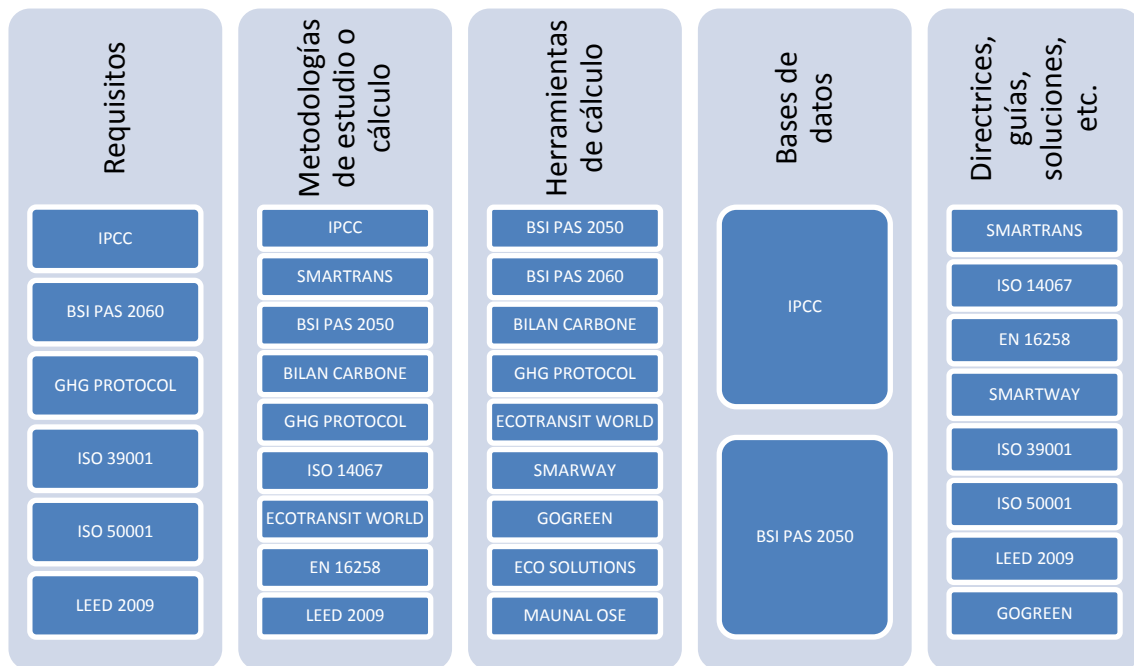 Requisitos
IPCC
BSI PAS 2060
GHG PROTOCOL
ISO 39001
ISO 50001
LEED 2009
Metodologías
de estudio o
cálculo
IPCC
SMARTRANS
BSI PAS 2050
BILAN CARBONE
GHG PROTOCOL
ISO 14067
ECOTRANSIT WORLD
EN 16258
LEED 2009
Herramientas
de cálculo
BSI PAS 2050
BSI PAS 2060
BILAN CARBONE
GHG PROTOCOL
ECOTRANSIT WORLD
SMARWAY
GOGREEN
ECO SOLUTIONS
MAUNAL OSE
Bases de
datos
IPCC
BSI PAS 2050
Directrices,
guías,
soluciones,
etc.
SMARTRANS
ISO 14067
EN 16258
SMARTWAY
ISO 39001
ISO 50001
LEED 2009
GOGREEN